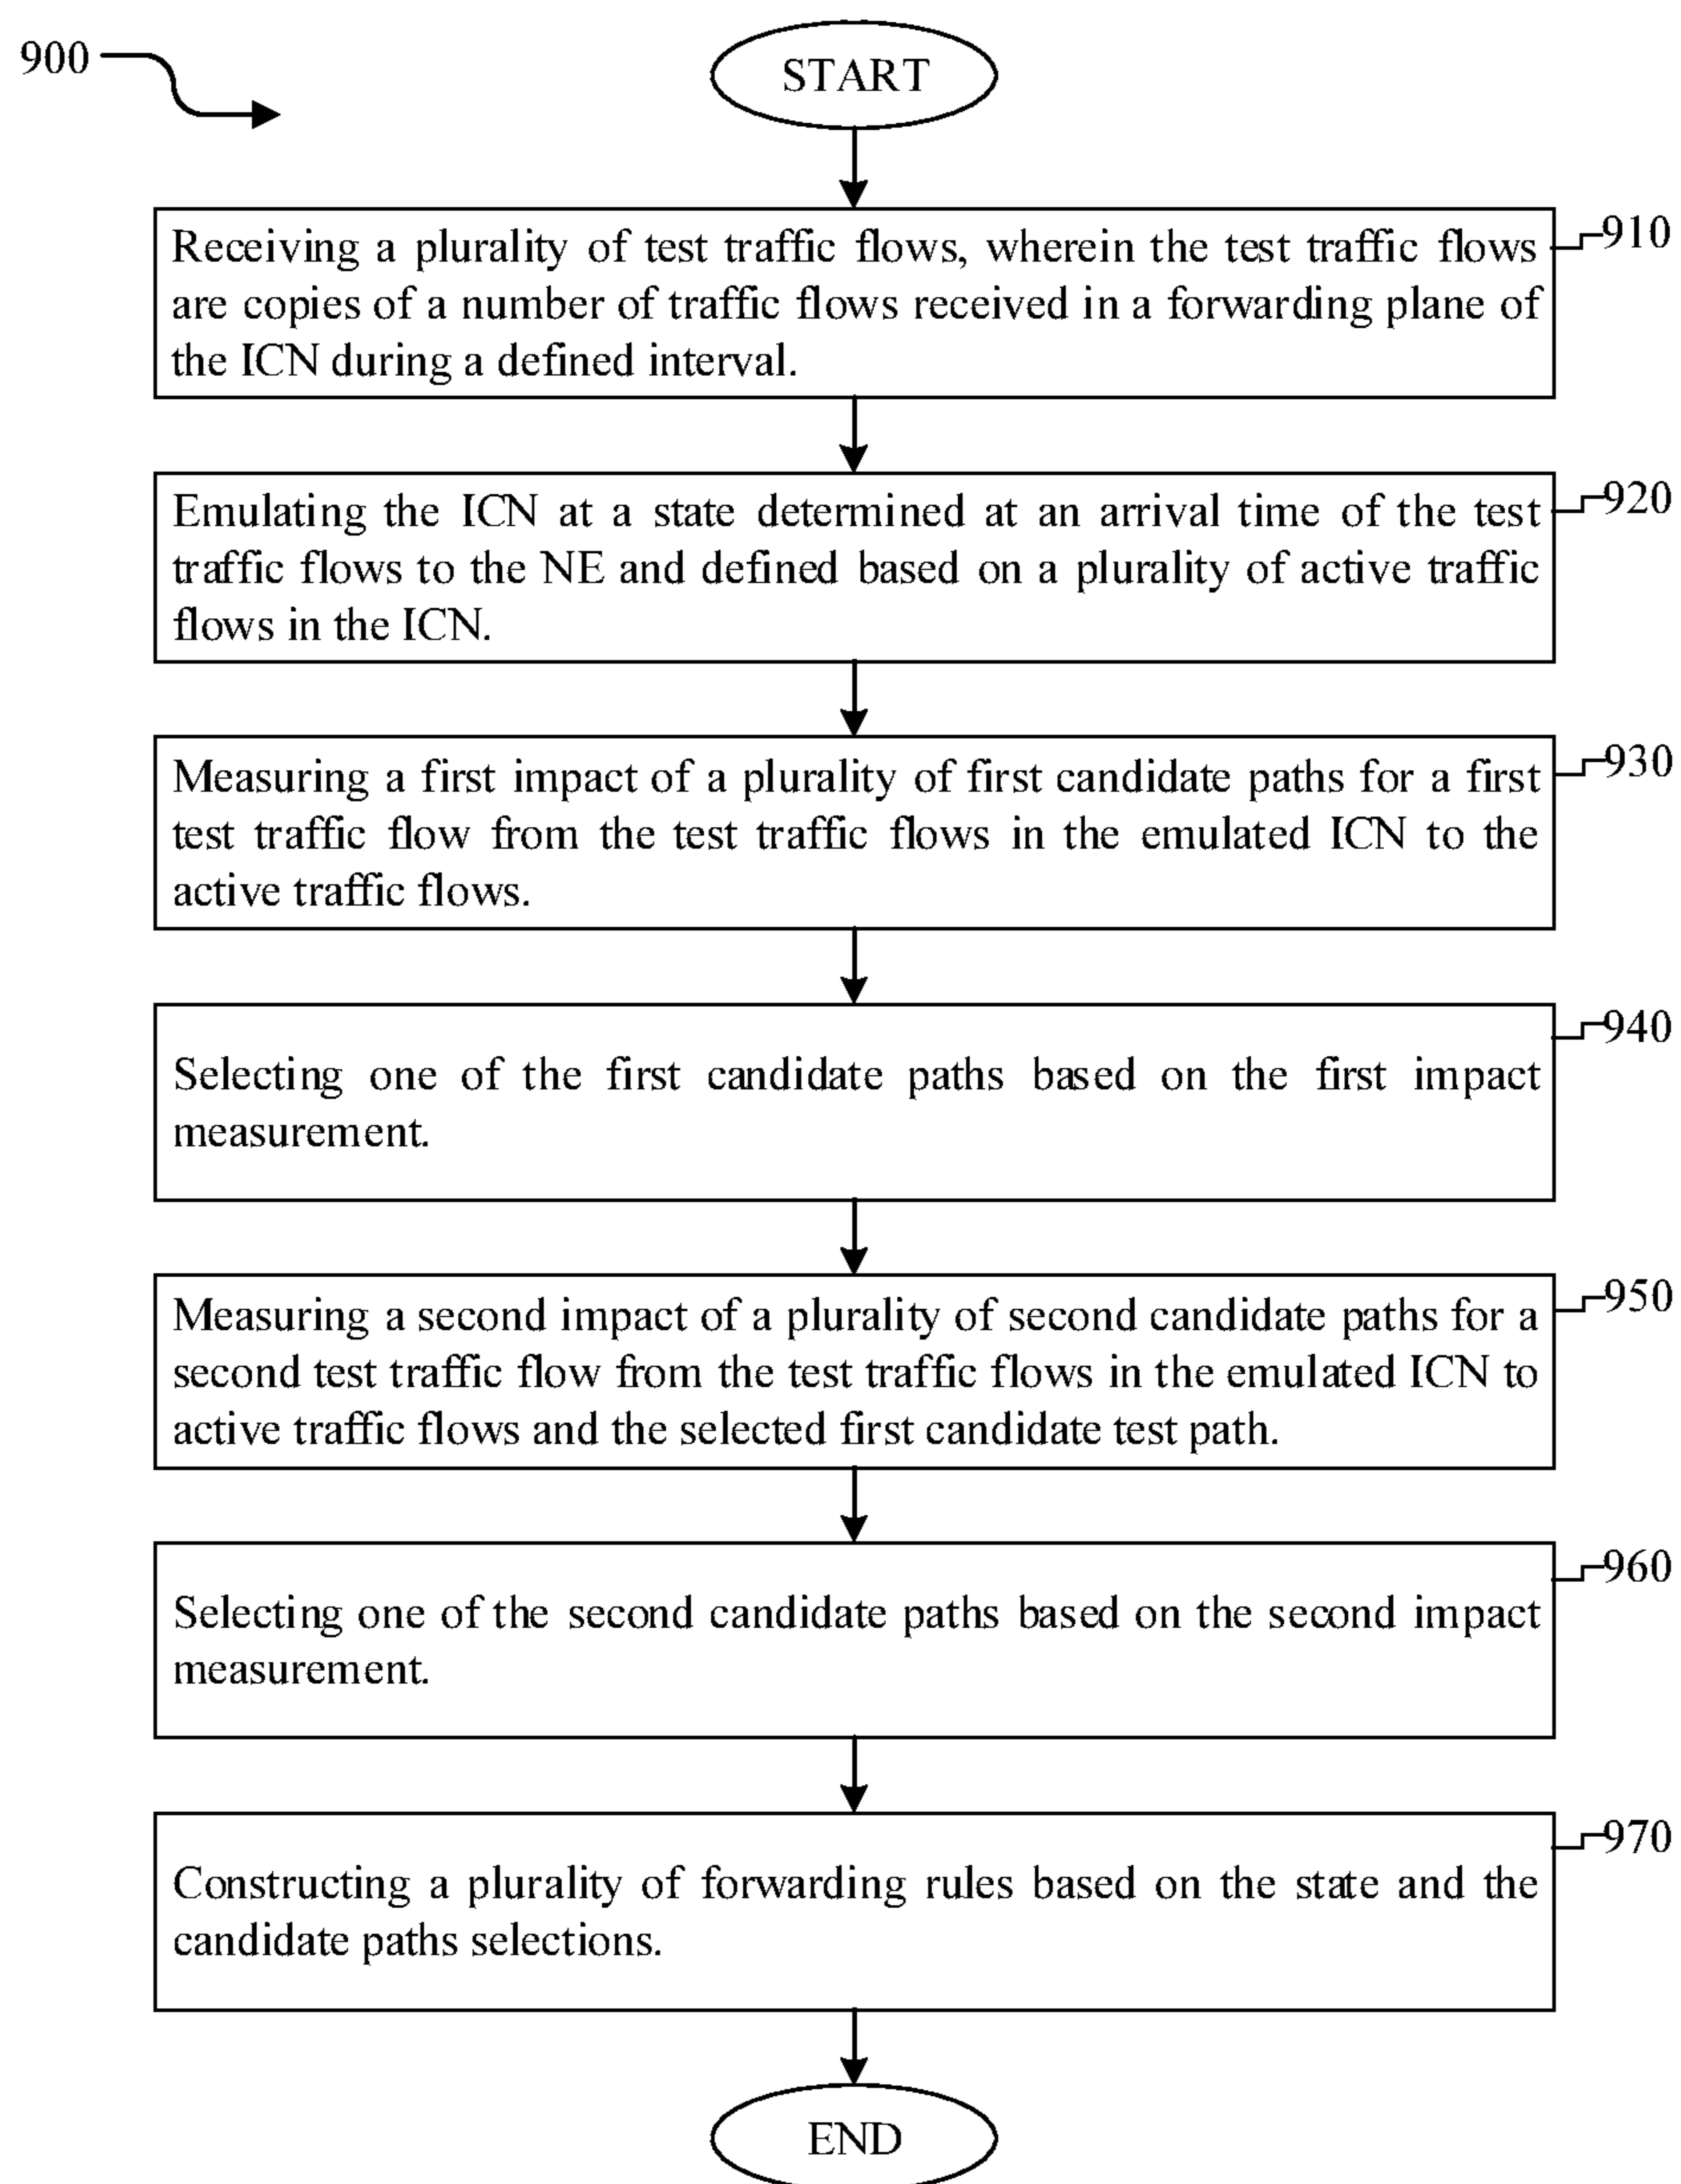 900
START
910
Receiving a plurality of test traffic flows, wherein the test traffic flows
are copies of a number of traffic flows received in a forwarding plane of
the ICN during a defined interval.
920
Emulating the ICN at a state determined at an arrival time of the test
traffic flows to the NE and defined based on a plurality of active traffic
flows in the ICN.
930
Measuring a first impact of a plurality of first candidate paths for a first
test traffic flow from the test traffic flows in the emulated ICN to the
active traffic flows.
940
Selecting one of the first candidate paths based on the first impact
measurement.
950
Measuring a second impact of a plurality of second candidate paths for a
second test traffic flow from the test traffic flows in the emulated ICN to
active traffic flows and the selected first candidate test path.
960
Selecting one of the second candidate paths based on the second impact
measurement.
970
Constructing a plurality of forwarding rules based on the state and the
candidate paths selections.
END